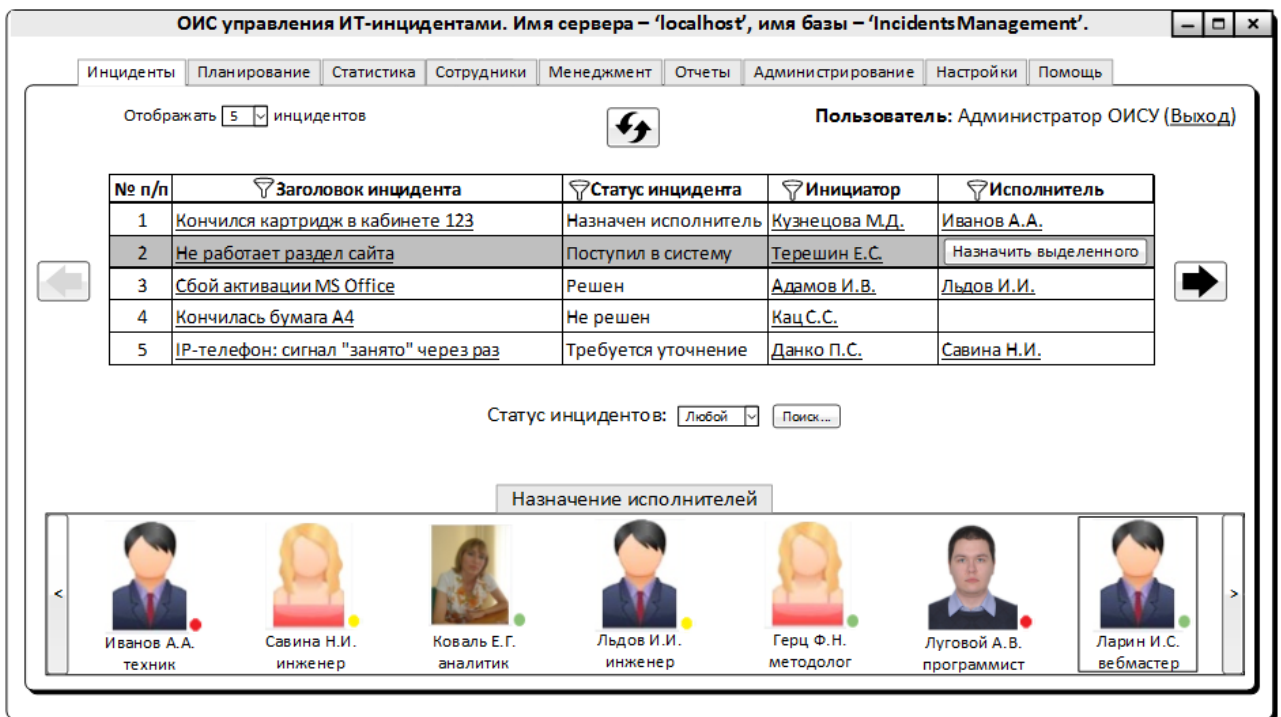 ОИС управления ИТ-инцидентами. Имя сервера – ‘localhost’, имя базы – ‘IncidentsManagement’.
Инциденты Планирование Статистика Сотрудники Менеджмент Отчеты Администрирование Настройки Помощь
Отображать 5 инцидентов
Пользователь: Администратор ОИСУ (Выход)
№ п/п Заголовок инцидента Статус инцидента Инициатор Исполнитель
1 Кончился картридж в кабинете 123 Назначен исполнитель Кузнецова М.Д. Иванов А.А.
2 Не работает раздел сайта Поступил в систему Терешин Е.С. Назначить выделенного
3 Сбой активации MS Office Решен Адамов И.В. Льдов И.И.
4 Кончилась бумага А4 Не решен Кац С.С.
5 IP-телефон: сигнал "занято" через раз Требуется уточнение Данко П.С. Савина Н.И.
Статус инцидентов: Любой Поиск...
Назначение исполнителей
< >
Иванов А.А. Савина Н.И. Коваль Е.Г. Льдов И.И. Герц Ф.Н. Луговой А.В. Ларин И.С.
техник инженер аналитик инженер методолог программист вебмастер